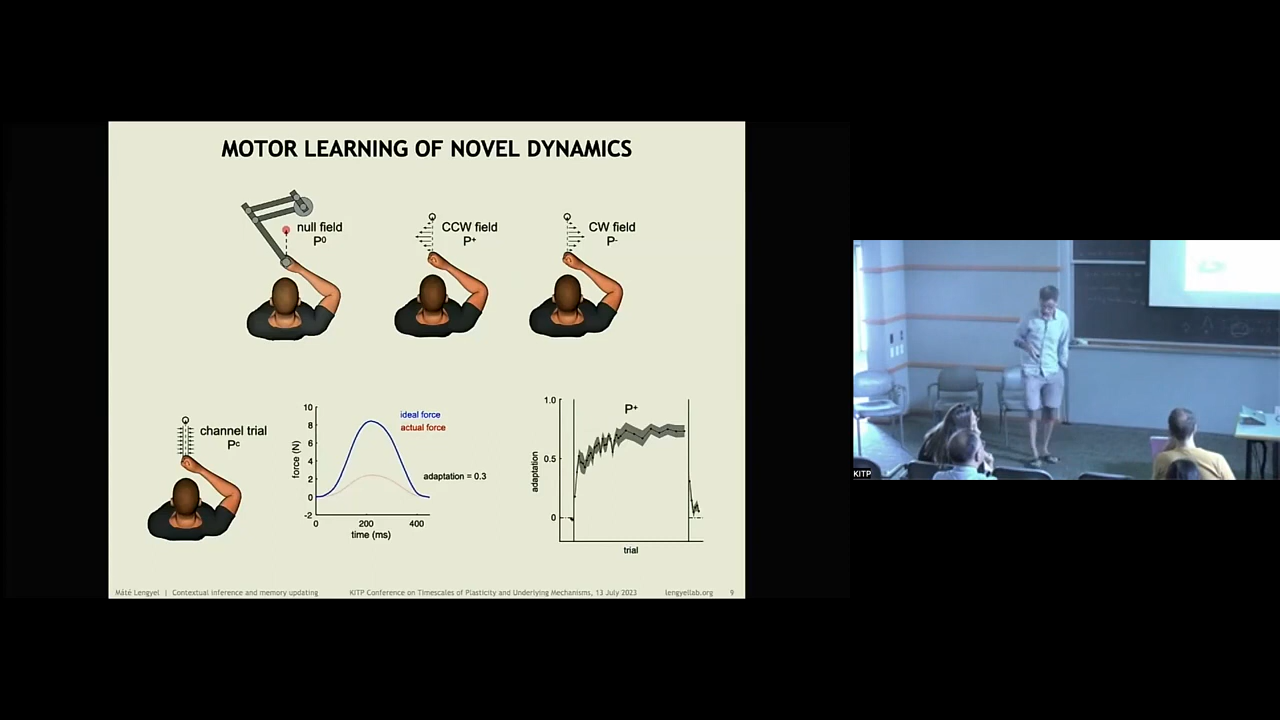 MOTOR LEARNING OF NOVEL DYNAMICS
null field
P⁰
CCW field
P⁺
CW field
P⁻
channel trial
Pᶜ
10
8
6
4
2
0
-2
force (N)
0
200
400
time (ms)
ideal force
actual force
adaptation = 0.3
1.0
0.5
0
adaptation
P⁺
trial
Máté Lengyel | Contextual inference and memory updating
KITP Conference on Timescales of Plasticity and Underlying Mechanisms, 13 July 2023
lengyellab.org
9
KITP